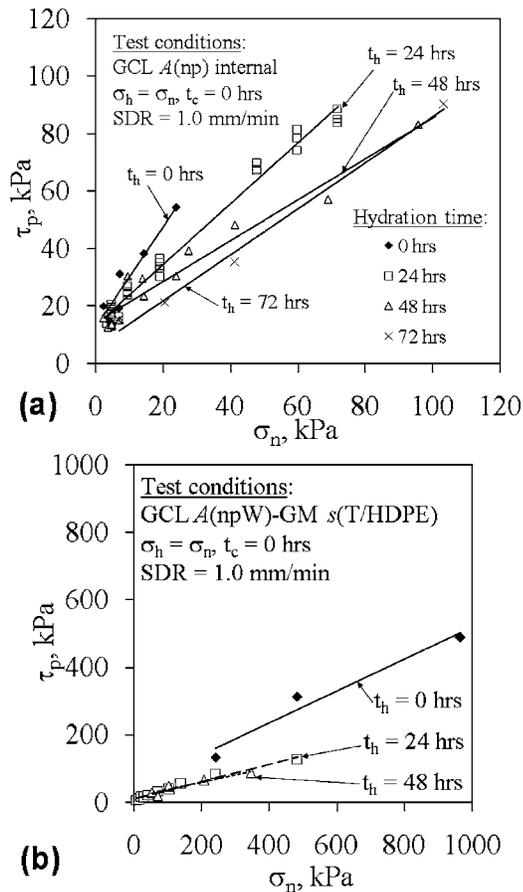 120
100
80
60
40
20
0
τp, kPa
Test conditions:
GCL A(np) internal
σh = σn, tc = 0 hrs
SDR = 1.0 mm/min
th = 24 hrs
th = 48 hrs
th = 0 hrs
th = 72 hrs
Hydration time:
0 hrs
24 hrs
48 hrs
72 hrs
0 20 40 60 80 100 120
(a)
σn, kPa
1000
800
600
400
200
0
τp, kPa
Test conditions:
GCL A(npW)-GM s(T/HDPE)
σh = σn, tc = 0 hrs
SDR = 1.0 mm/min
th = 0 hrs
th = 24 hrs
th = 48 hrs
0 200 400 600 800 1000
(b)
σn, kPa